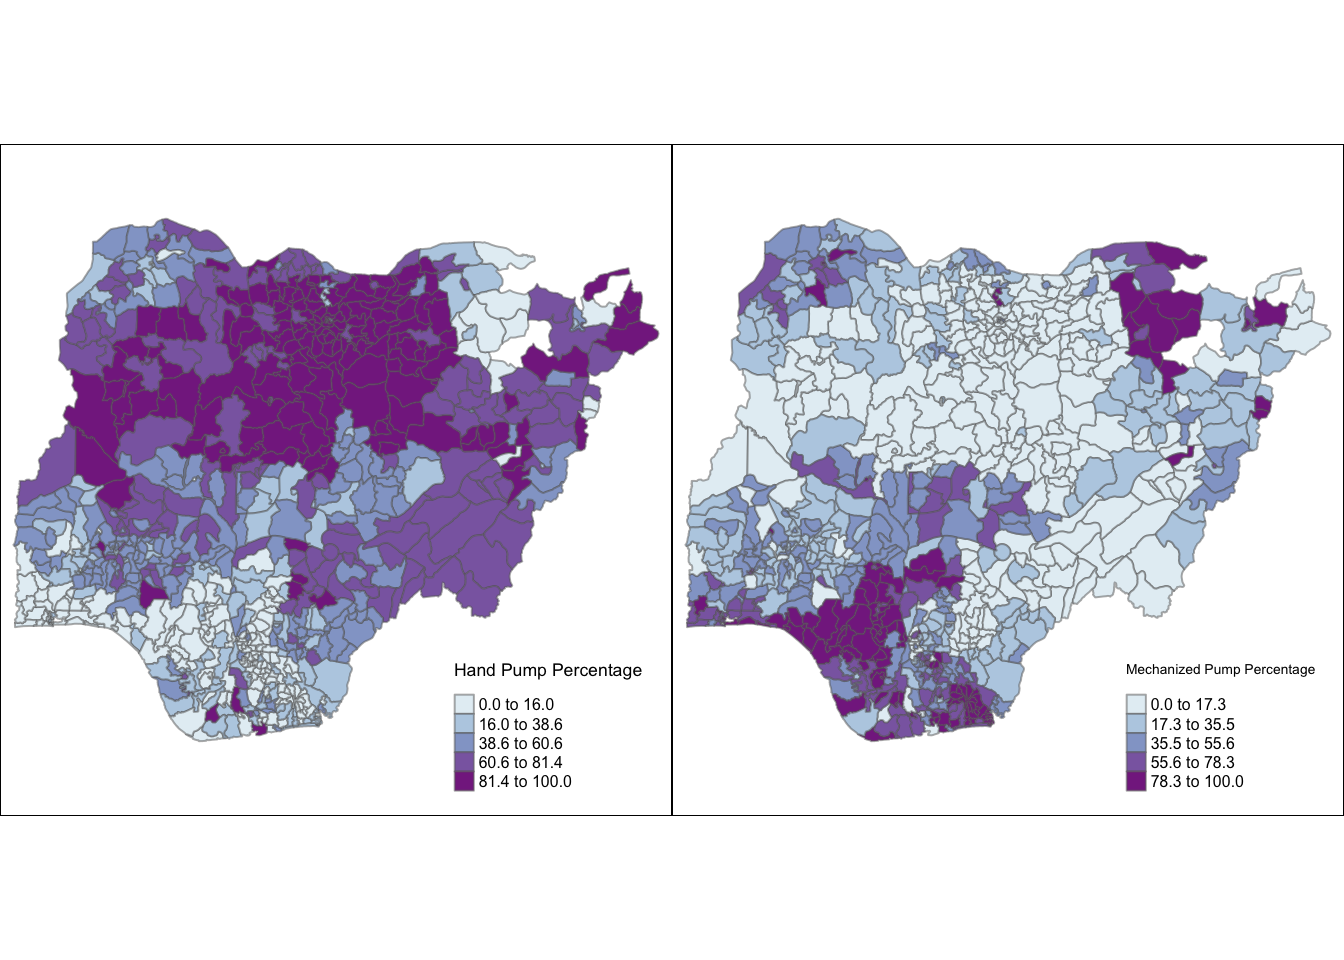 Hand Pump Percentage
0.0 to 16.0
16.0 to 38.6
38.6 to 60.6
60.6 to 81.4
81.4 to 100.0
Mechanized Pump Percentage
0.0 to 17.3
17.3 to 35.5
35.5 to 55.6
55.6 to 78.3
78.3 to 100.0